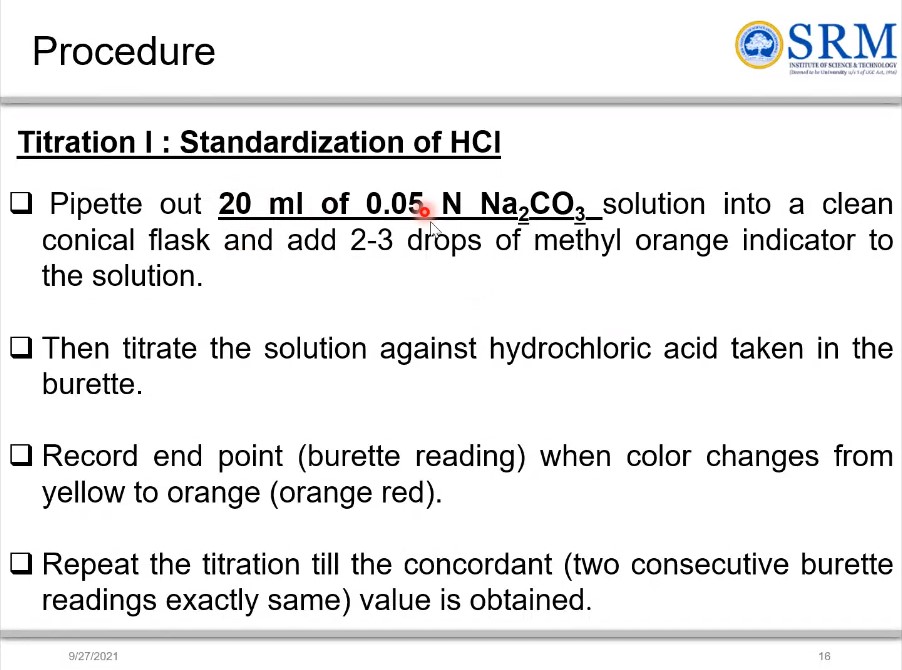 Procedure
SRM
INSTITUTE OF SCIENCE & TECHNOLOGY
(Deemed to be University u/s 3 of UGC Act, 1956)
Titration I : Standardization of HCl
Pipette out 20 ml of 0.05 N Na₂CO₃ solution into a clean
conical flask and add 2-3 drops of methyl orange indicator to
the solution.
Then titrate the solution against hydrochloric acid taken in the
burette.
Record end point (burette reading) when color changes from
yellow to orange (orange red).
Repeat the titration till the concordant (two consecutive burette
readings exactly same) value is obtained.
9/27/2021
16